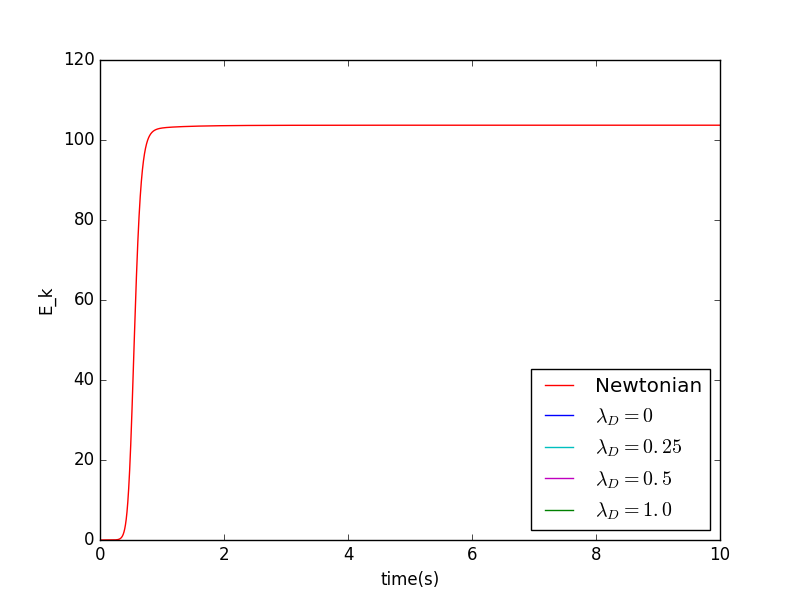 120
100
80
60
40
20
0
E_k
0 2 4 6 8 10
time(s)
Newtonian
λ_D = 0
λ_D = 0.25
λ_D = 0.5
λ_D = 1.0